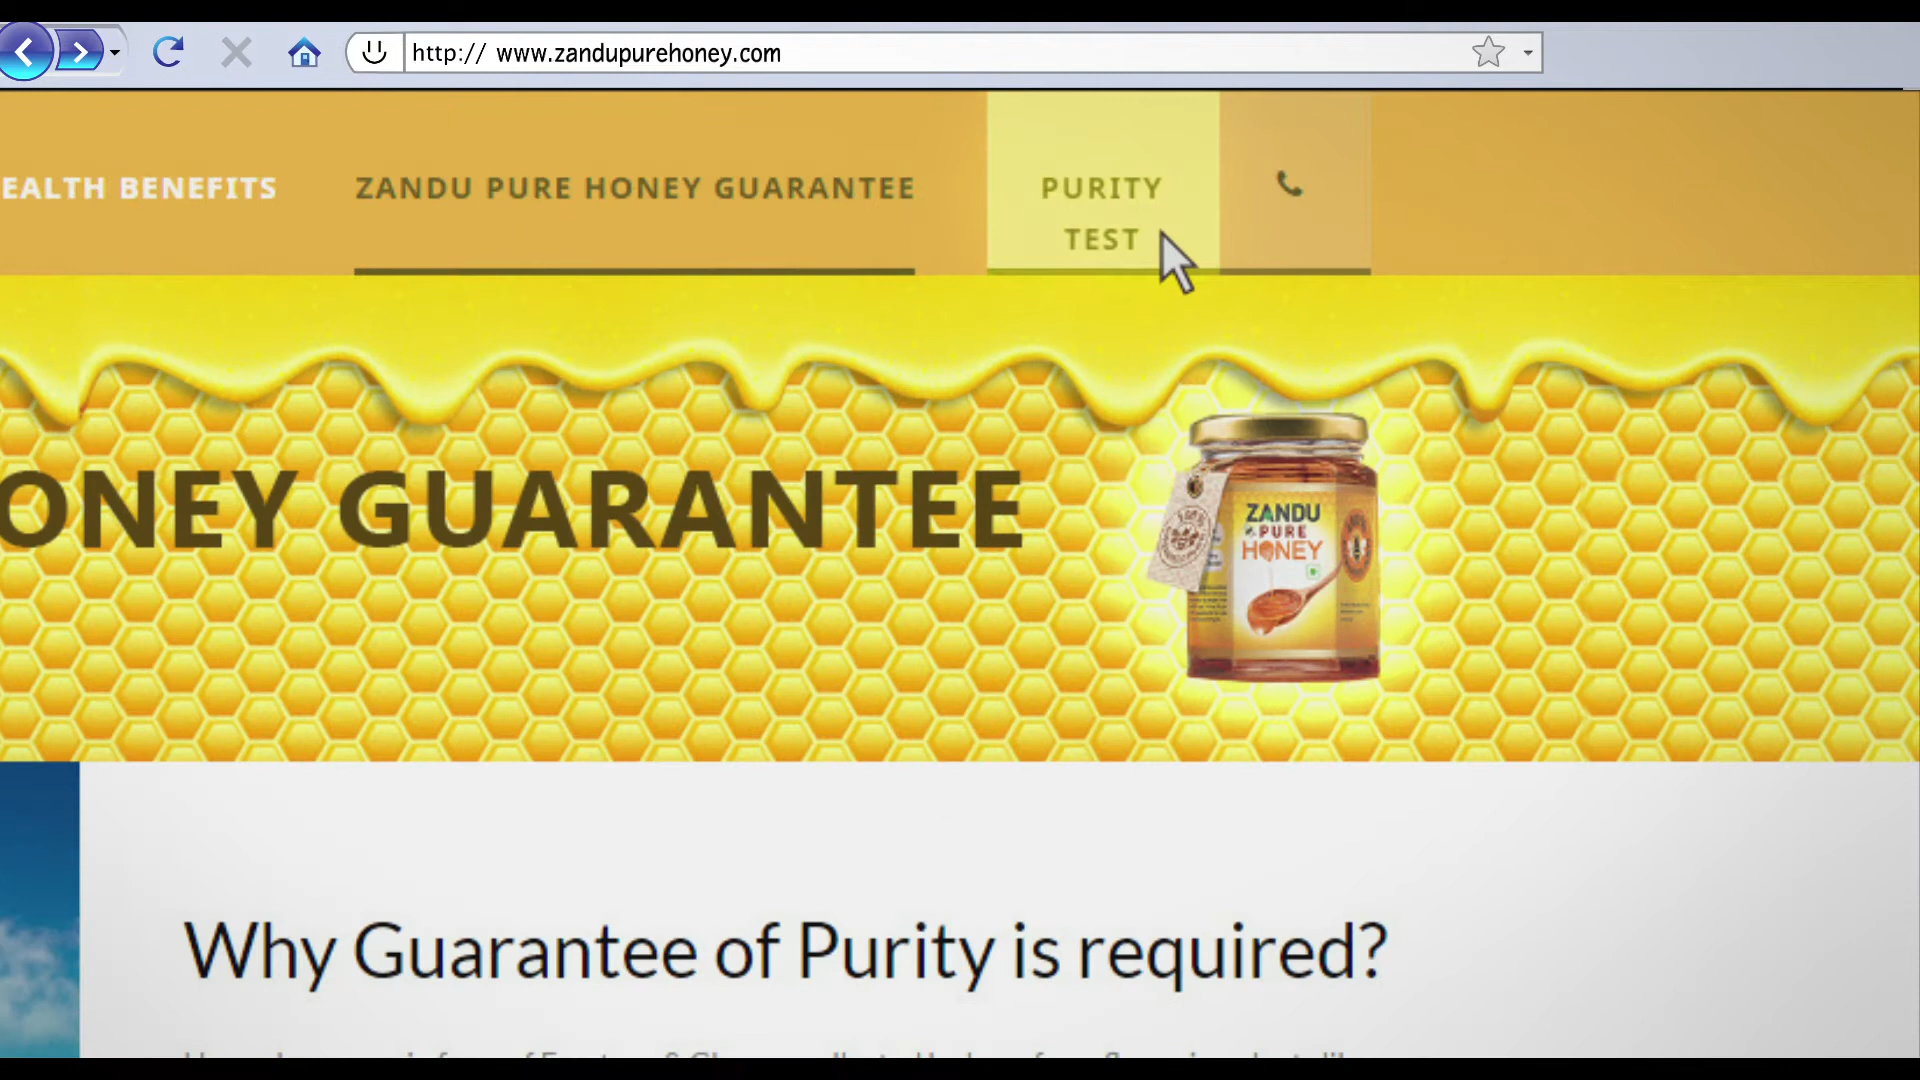 http:// www.zandupurehoney.com
EALTH BENEFITS
ZANDU PURE HONEY GUARANTEE
PURITY
TEST
ONEY GUARANTEE
ZANDU
PURE
HONEY
Why Guarantee of Purity is required?